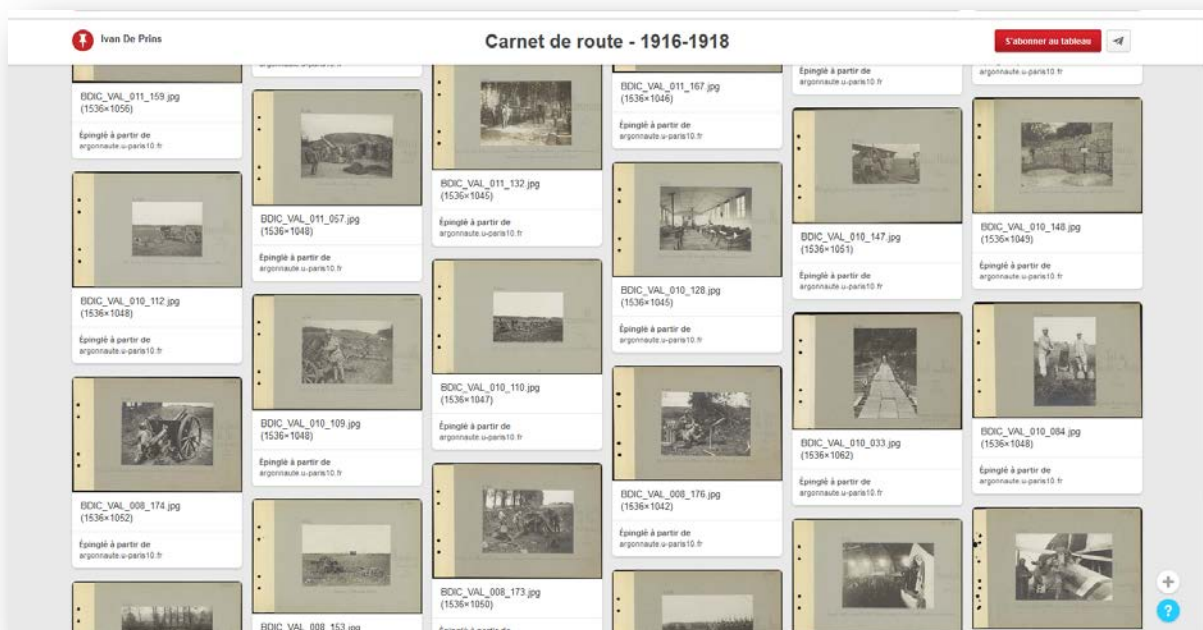 Ivan De Prins
Carnet de route - 1916-1918
S'abonner au tableau
BDIC_VAL_011_159.jpg
(1536×1056)
Épinglé à partir de
argonnaute.u-paris10.fr
BDIC_VAL_010_112.jpg
(1536×1048)
Épinglé à partir de
argonnaute.u-paris10.fr
BDIC_VAL_008_174.jpg
(1536×1052)
Épinglé à partir de
argonnaute.u-paris10.fr
BDIC_VAL_011_057.jpg
(1536×1048)
Épinglé à partir de
argonnaute.u-paris10.fr
BDIC_VAL_010_109.jpg
(1536×1048)
Épinglé à partir de
argonnaute.u-paris10.fr
BDIC_VAL_008_153.jpg
BDIC_VAL_011_132.jpg
(1536×1045)
Épinglé à partir de
argonnaute.u-paris10.fr
BDIC_VAL_010_110.jpg
(1536×1047)
Épinglé à partir de
argonnaute.u-paris10.fr
BDIC_VAL_008_173.jpg
(1536×1050)
Épinglé à partir de
BDIC_VAL_011_167.jpg
(1536×1046)
Épinglé à partir de
argonnaute.u-paris10.fr
BDIC_VAL_010_128.jpg
(1536×1045)
Épinglé à partir de
argonnaute.u-paris10.fr
BDIC_VAL_008_176.jpg
(1536×1042)
Épinglé à partir de
argonnaute.u-paris10.fr
Épinglé à partir de
argonnaute.u-paris10.fr
BDIC_VAL_010_147.jpg
(1536×1051)
Épinglé à partir de
argonnaute.u-paris10.fr
BDIC_VAL_010_033.jpg
(1536×1062)
Épinglé à partir de
argonnaute.u-paris10.fr
argonnaute.u-paris10.fr
BDIC_VAL_010_148.jpg
(1536×1049)
Épinglé à partir de
argonnaute.u-paris10.fr
BDIC_VAL_010_084.jpg
(1536×1048)
Épinglé à partir de
argonnaute.u-paris10.fr